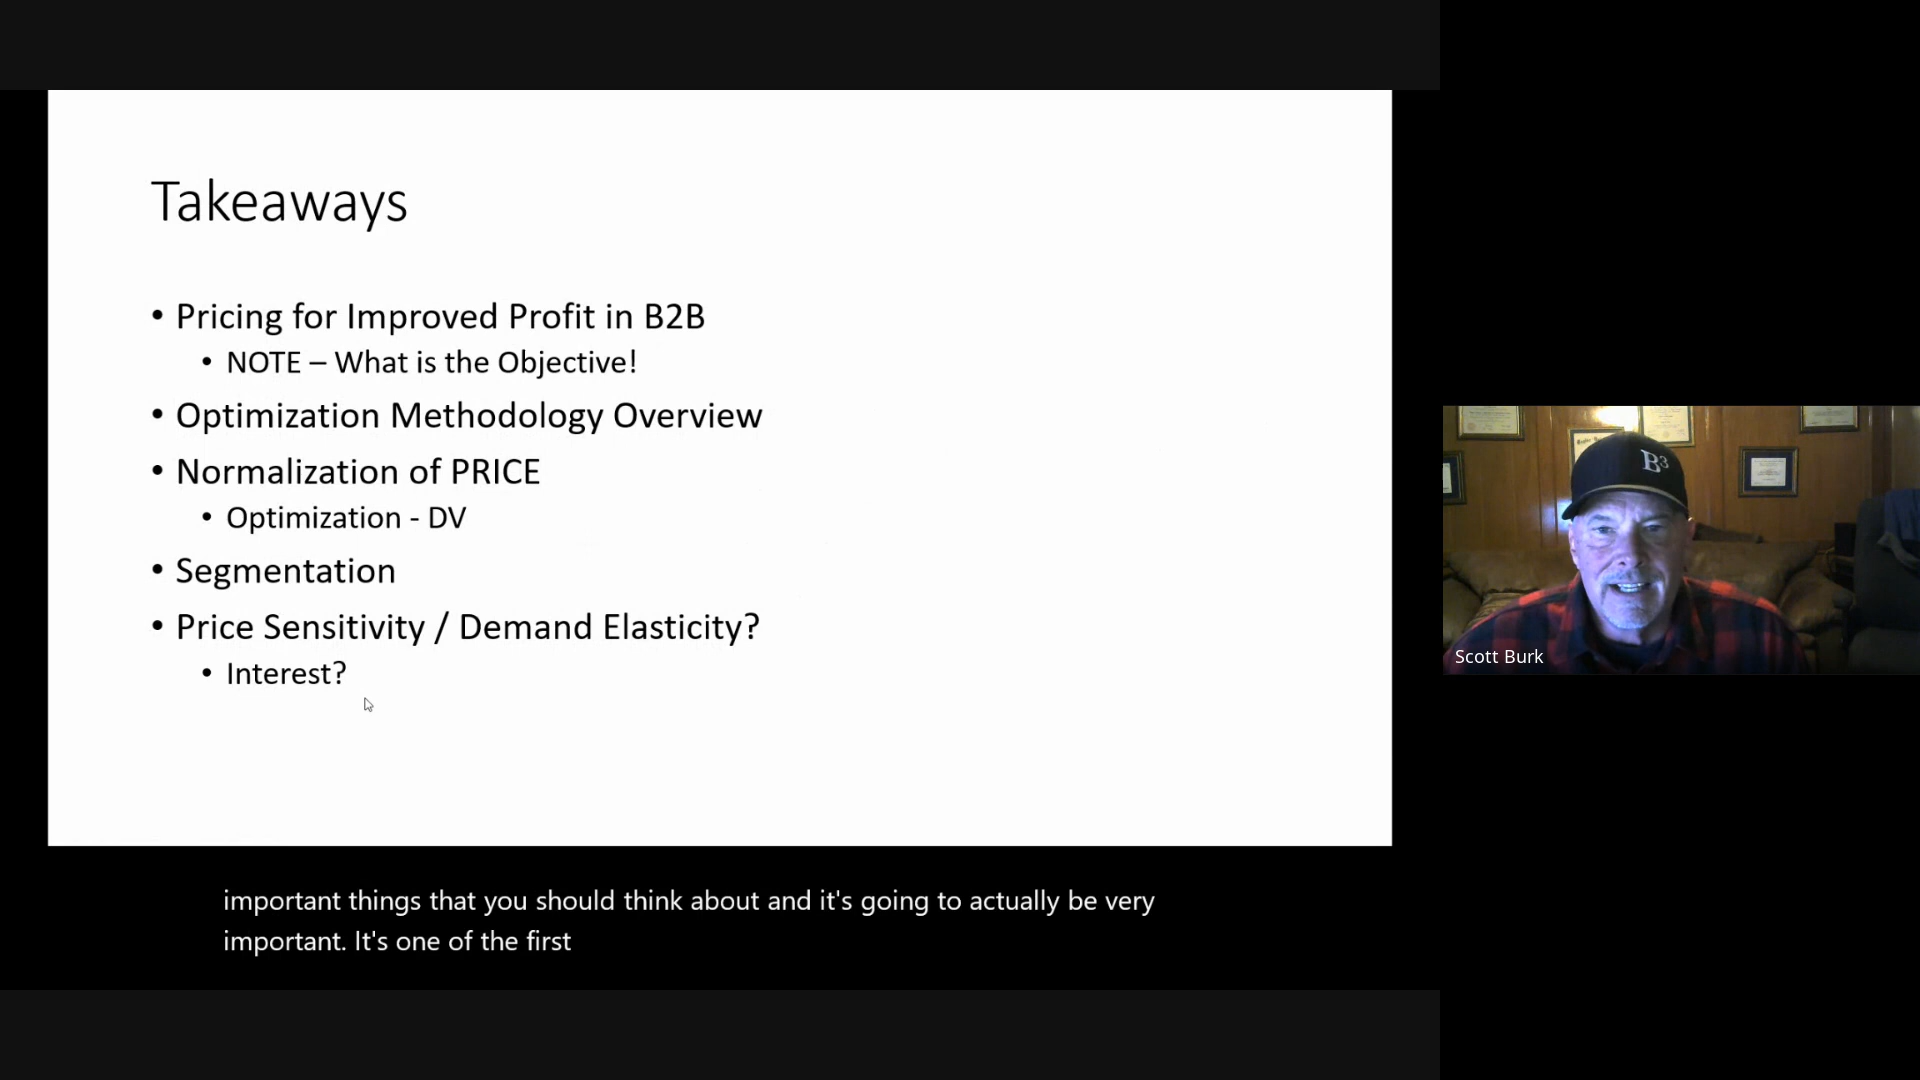 Takeaways
• Pricing for Improved Profit in B2B
• NOTE – What is the Objective!
• Optimization Methodology Overview
• Normalization of PRICE
• Optimization - DV
• Segmentation
• Price Sensitivity / Demand Elasticity?
• Interest?
B3
Scott Burk
important things that you should think about and it's going to actually be very
important. It's one of the first